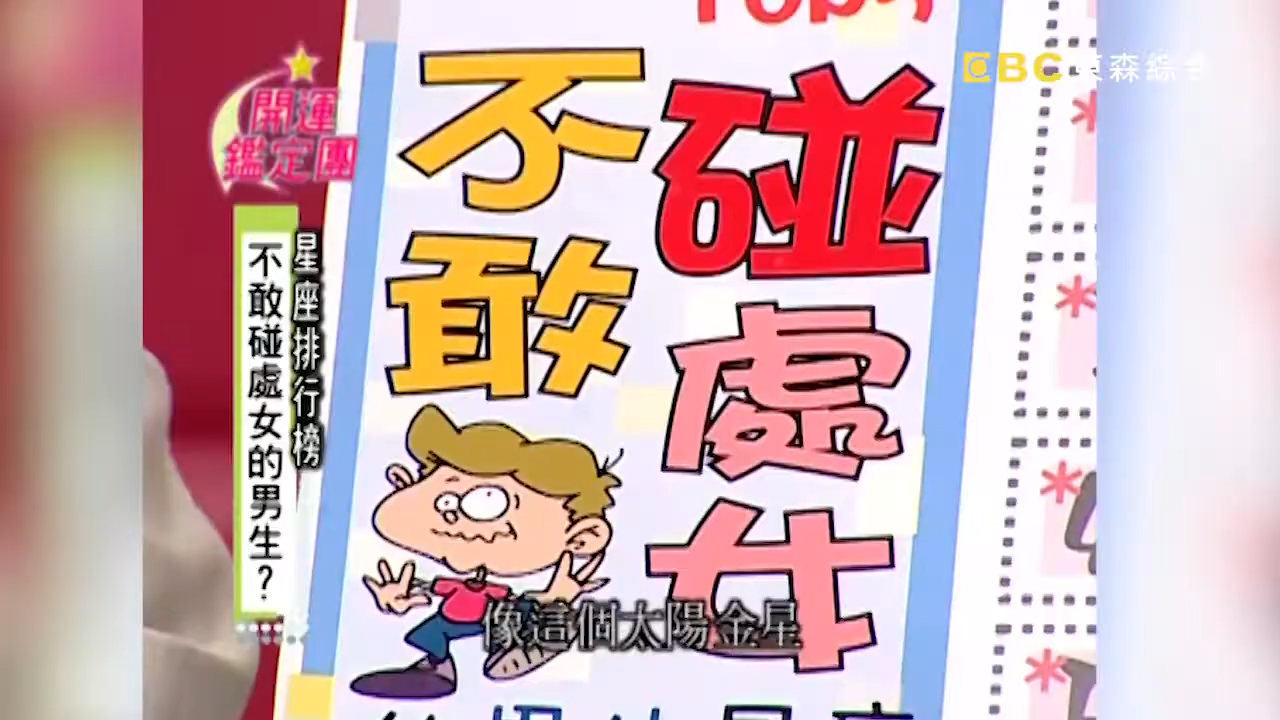 EBC 東森綜合
開運
鑑定團
星座排行榜
不敢碰處女的男生？
不敢
碰處女
像這個太陽金星